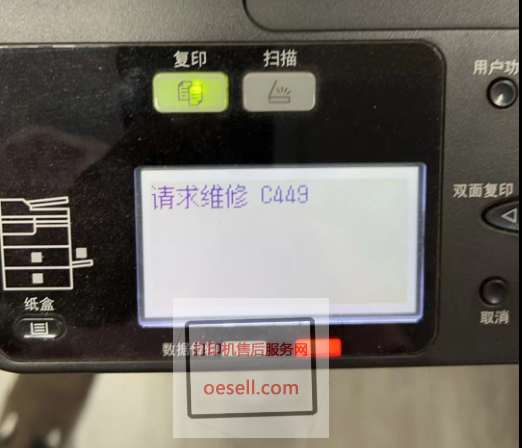 复印
扫描
用户功
请求维修 C449
双面复印
纸盒
取消
数据
打印机售后服务网
oesell.com